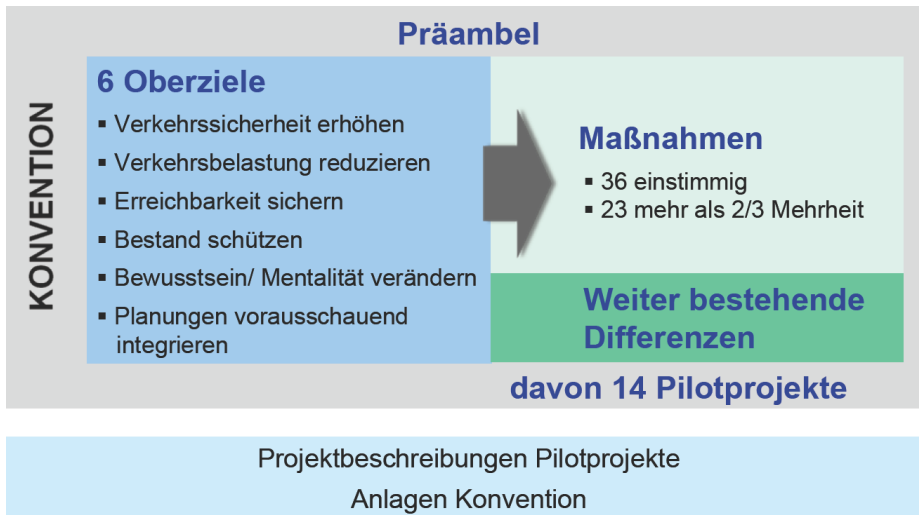 Präambel
KONVENTION
6 Oberziele
▪ Verkehrssicherheit erhöhen
▪ Verkehrsbelastung reduzieren
▪ Erreichbarkeit sichern
▪ Bestand schützen
▪ Bewusstsein/ Mentalität verändern
▪ Planungen vorausschauend
integrieren
Maßnahmen
▪ 36 einstimmig
▪ 23 mehr als 2/3 Mehrheit
Weiter bestehende
Differenzen
davon 14 Pilotprojekte
Projektbeschreibungen Pilotprojekte
Anlagen Konvention